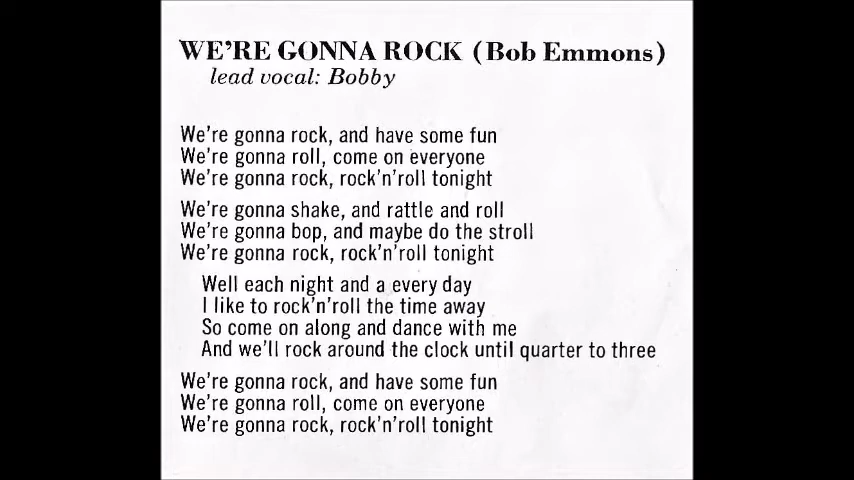 WE'RE GONNA ROCK (Bob Emmons)
lead vocal: Bobby
We're gonna rock, and have some fun
We're gonna roll, come on everyone
We're gonna rock, rock'n'roll tonight
We're gonna shake, and rattle and roll
We're gonna bop, and maybe do the stroll
We're gonna rock, rock'n'roll tonight
Well each night and a every day
I like to rock'n'roll the time away
So come on along and dance with me
And we'll rock around the clock until quarter to three
We're gonna rock, and have some fun
We're gonna roll, come on everyone
We're gonna rock, rock'n'roll tonight